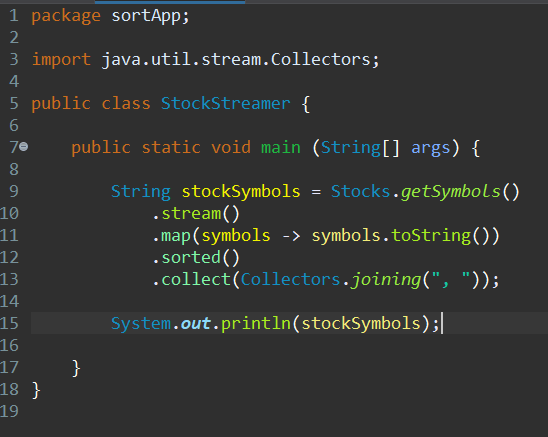 1 package sortApp;
2
3 import java.util.stream.Collectors;
4
5 public class StockStreamer {
6
7 public static void main (String[] args) {
8
9 String stockSymbols = Stocks.getSymbols()
10 .stream()
11 .map(symbols -> symbols.toString())
12 .sorted()
13 .collect(Collectors.joining(", "));
14
15 System.out.println(stockSymbols);
16
17 }
18 }
19